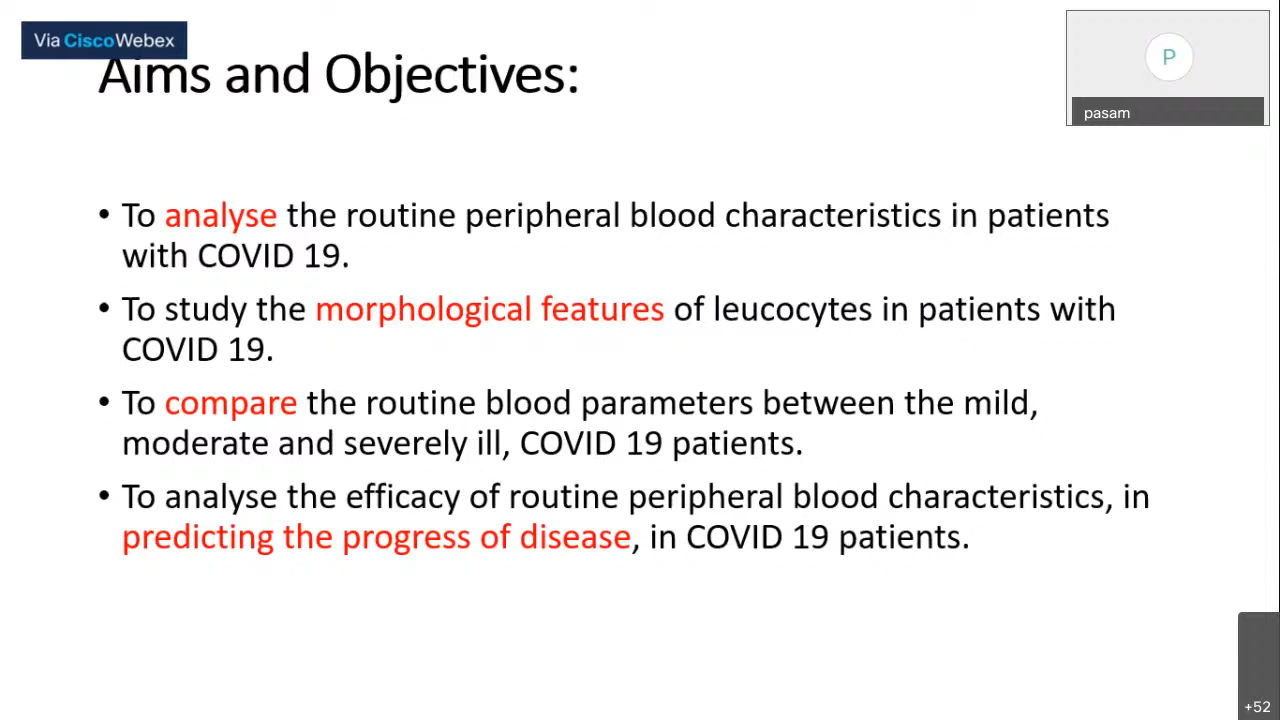 Via CiscoWebex
P
pasam
Aims and Objectives:
• To analyse the routine peripheral blood characteristics in patients
with COVID 19.
• To study the morphological features of leucocytes in patients with
COVID 19.
• To compare the routine blood parameters between the mild,
moderate and severely ill, COVID 19 patients.
• To analyse the efficacy of routine peripheral blood characteristics, in
predicting the progress of disease, in COVID 19 patients.
+52